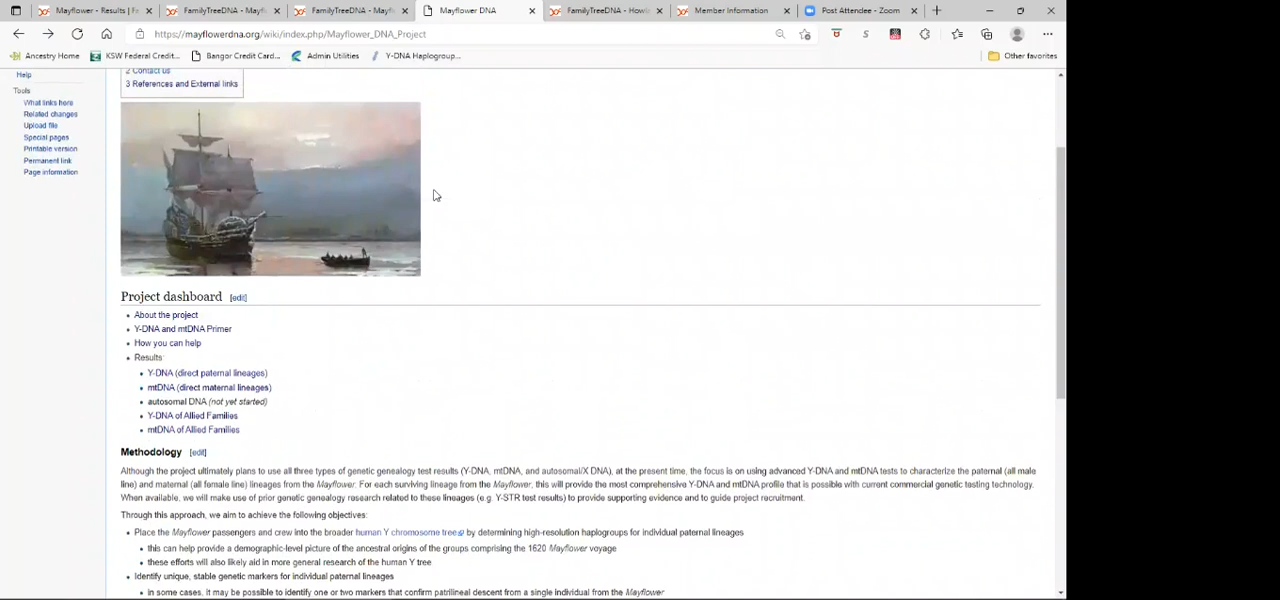 Mayflower - Results | Fa
FamilyTreeDNA - Mayf
FamilyTreeDNA - Mayf
Mayflower DNA
FamilyTreeDNA - Howl
Member Information
Post Attendee - Zoom
https://mayflowerdna.org/wiki/index.php/Mayflower_DNA_Project
Ancestry Home
KSW Federal Credit...
Bangor Credit Card...
Admin Utilities
Y-DNA Haplogroup...
Other favorites
Help
Tools
What links here
Related changes
Upload file
Special pages
Printable version
Permanent link
Page information
2 Contact us
3 References and External links
Project dashboard [edit]
• About the project
• Y-DNA and mtDNA Primer
• How you can help
• Results:
• Y-DNA (direct paternal lineages)
• mtDNA (direct maternal lineages)
• autosomal DNA (not yet started)
• Y-DNA of Allied Families
• mtDNA of Allied Families
Methodology [edit]
Although the project ultimately plans to use all three types of genetic genealogy test results (Y-DNA, mtDNA, and autosomal/X DNA), at the present time, the focus is on using advanced Y-DNA and mtDNA tests to characterize the paternal (all male
line) and maternal (all female line) lineages from the Mayflower. For each surviving lineage from the Mayflower, this will provide the most comprehensive Y-DNA and mtDNA profile that is possible with current commercial genetic testing technology.
When available, we will make use of prior genetic genealogy research related to these lineages (e.g. Y-STR test results) to provide supporting evidence and to guide project recruitment.
Through this approach, we aim to achieve the following objectives:
• Place the Mayflower passengers and crew into the broader human Y chromosome tree by determining high-resolution haplogroups for individual paternal lineages
• this can help provide a demographic-level picture of the ancestral origins of the groups comprising the 1620 Mayflower voyage
• these efforts will also likely aid in more general research of the human Y tree
• Identify unique, stable genetic markers for individual paternal lineages
• in some cases, it may be possible to identify one or two markers that confirm patrilineal descent from a single individual from the Mayflower